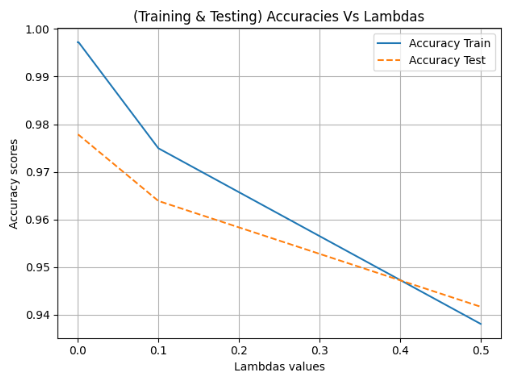 (Training & Testing) Accuracies Vs Lambdas
1.00
0.99
0.98
0.97
0.96
0.95
0.94
Accuracy scores
Accuracy Train
Accuracy Test
0.0 0.1 0.2 0.3 0.4 0.5
Lambdas values